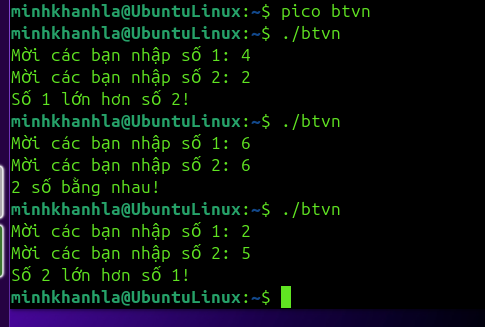 minhkhanhla@UbuntuLinux:~$ pico btvn
minhkhanhla@UbuntuLinux:~$ ./btvn
Mời các bạn nhập số 1: 4
Mời các bạn nhập số 2: 2
Số 1 lớn hơn số 2!
minhkhanhla@UbuntuLinux:~$ ./btvn
Mời các bạn nhập số 1: 6
Mời các bạn nhập số 2: 6
2 số bằng nhau!
minhkhanhla@UbuntuLinux:~$ ./btvn
Mời các bạn nhập số 1: 2
Mời các bạn nhập số 2: 5
Số 2 lớn hơn số 1!
minhkhanhla@UbuntuLinux:~$